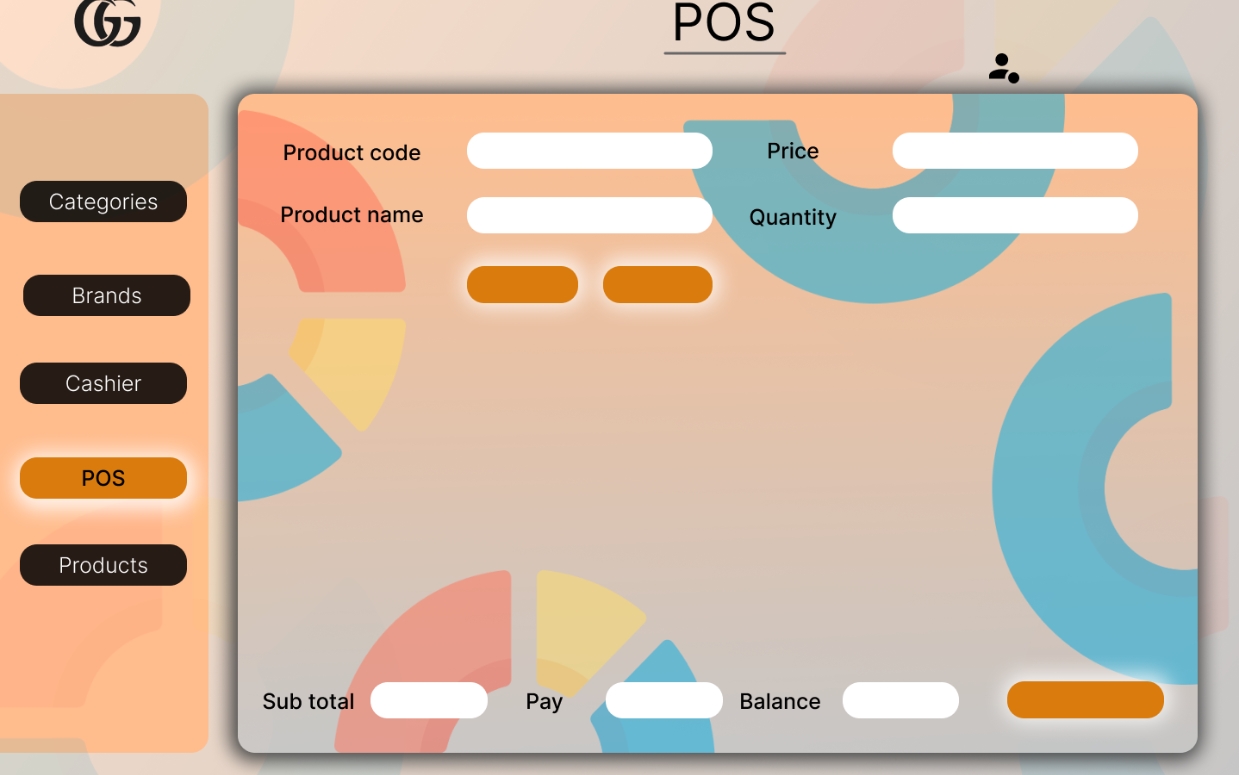 GG
POS
Product code
Price
Categories
Product name
Quantity
Brands
Cashier
POS
Products
Sub total
Pay
Balance